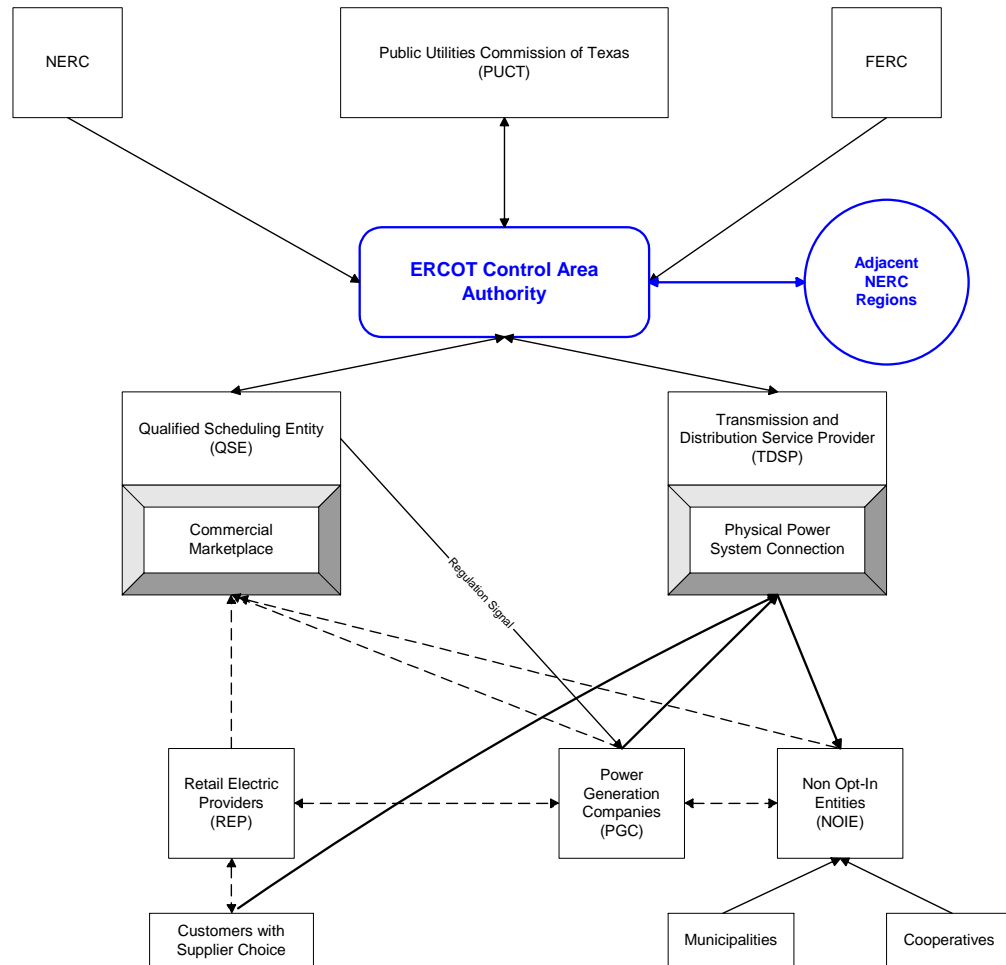 NERC
Public Utilities Commission of Texas
(PUCT)
FERC
ERCOT Control Area
Authority
Adjacent
NERC
Regions
Qualified Scheduling Entity
(QSE)
Transmission and
Distribution Service Provider
(TDSP)
Commercial
Marketplace
Physical Power
System Connection
Regulation Signal
Retail Electric
Providers
(REP)
Power
Generation
Companies
(PGC)
Non Opt-In
Entities
(NOIE)
Customers with
Supplier Choice
Municipalities
Cooperatives